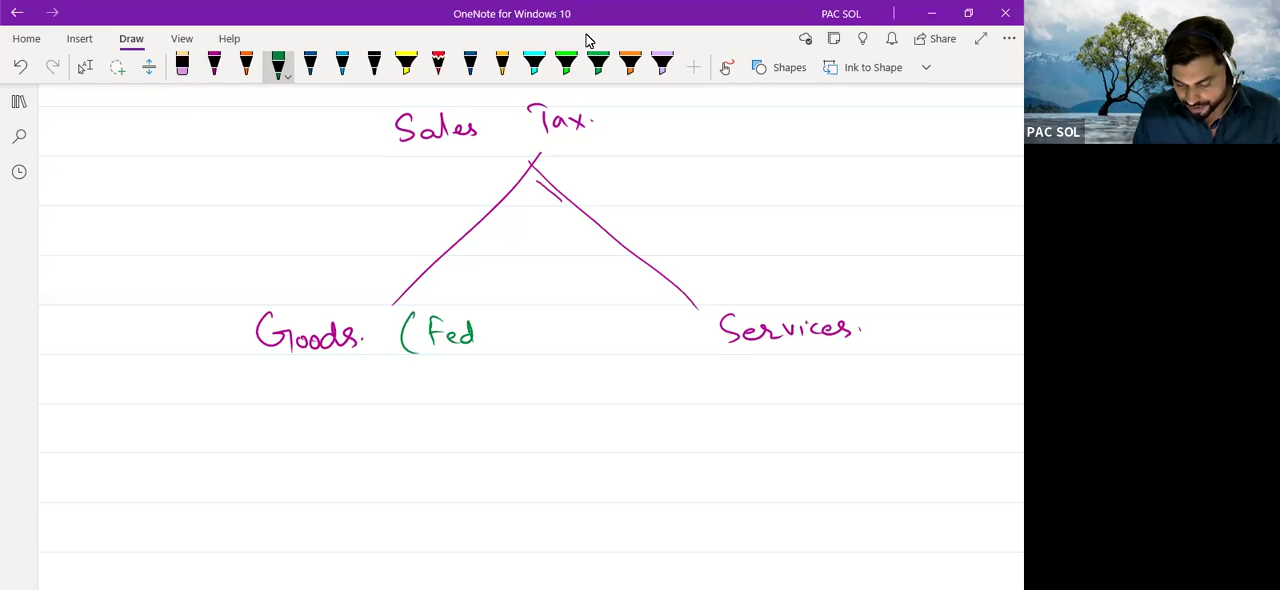 OneNote for Windows 10
PAC SOL
Home Insert Draw View Help
Share
Shapes Ink to Shape
PAC SOL
Sales Tax.
Goods. (Fed Services.